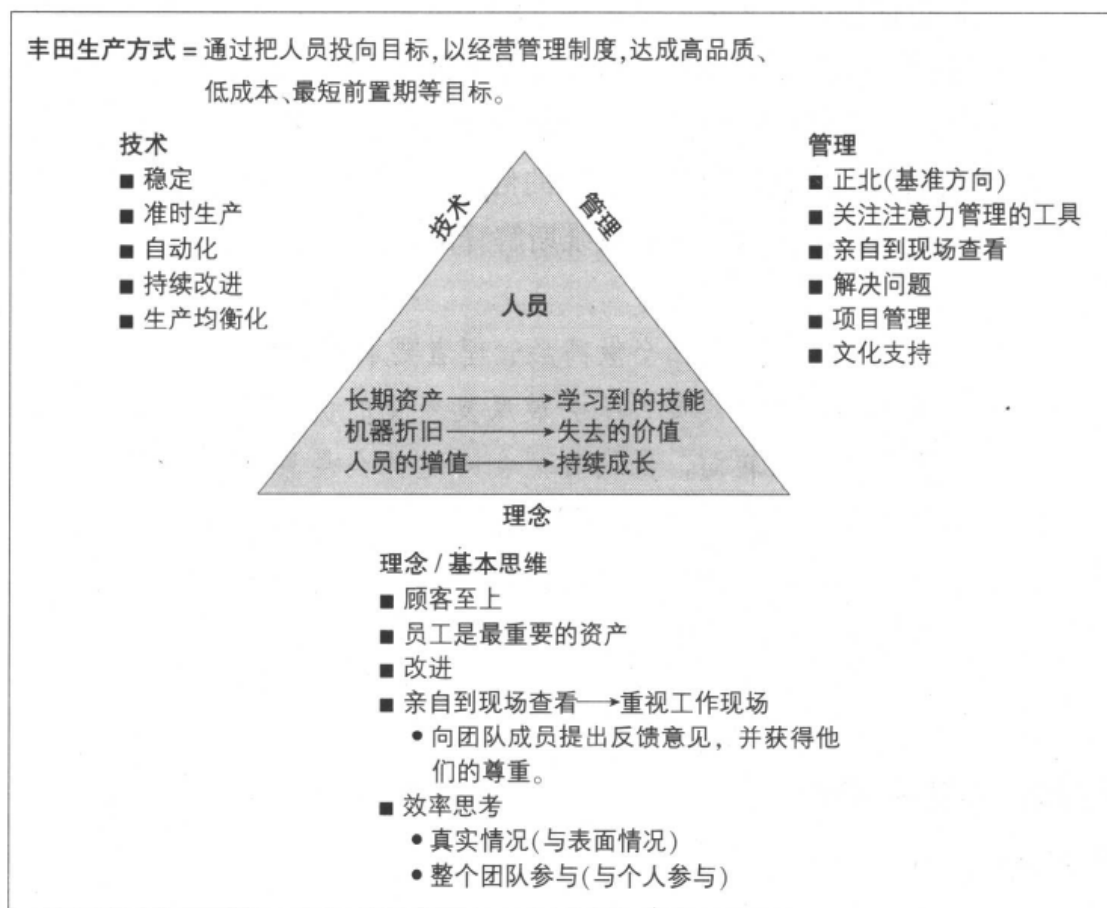 丰田生产方式 = 通过把人员投向目标,以经营管理制度,达成高品质、
低成本、最短前置期等目标。
技术
■ 稳定
■ 准时生产
■ 自动化
■ 持续改进
■ 生产均衡化
技术
管理
人员
长期资产→学习到的技能
机器折旧→失去的价值
人员的增值→持续成长
理念
管理
■ 正北(基准方向)
■ 关注注意力管理的工具
■ 亲自到现场查看
■ 解决问题
■ 项目管理
■ 文化支持
理念 / 基本思维
■ 顾客至上
■ 员工是最重要的资产
■ 改进
■ 亲自到现场查看→重视工作现场
• 向团队成员提出反馈意见，并获得他
们的尊重。
■ 效率思考
• 真实情况(与表面情况)
• 整个团队参与(与个人参与)